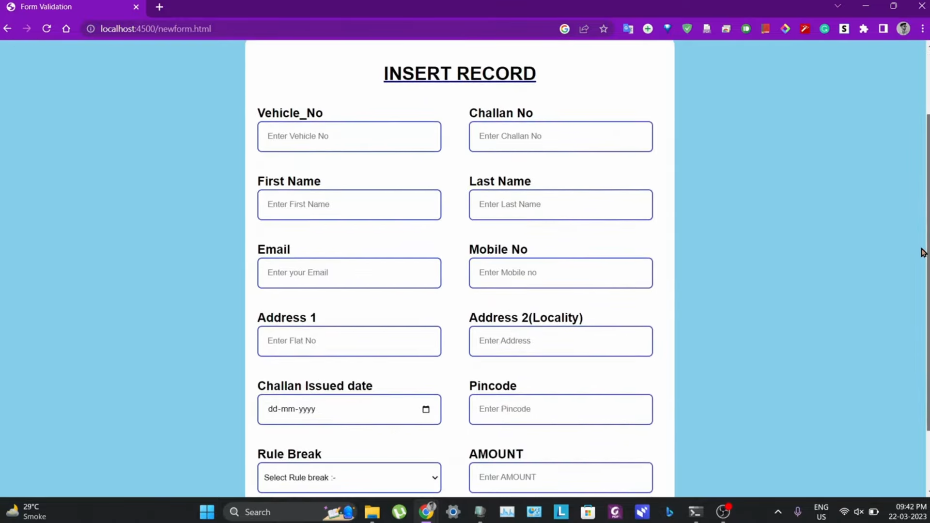 Form Validation
localhost:4500/newform.html
INSERT RECORD
Vehicle_No
Challan No
Enter Vehicle No
Enter Challan No
First Name
Last Name
Enter First Name
Enter Last Name
Email
Mobile No
Enter your Email
Enter Mobile no
Address 1
Address 2(Locality)
Enter Flat No
Enter Address
Challan Issued date
Pincode
dd-mm-yyyy
Enter Pincode
Rule Break
AMOUNT
Select Rule break :-
Enter AMOUNT
29°C
Smoke
Search
ENG
US
09:42 PM
22-03-2023